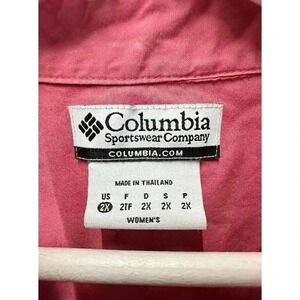 Columbia
Sportswear Company
COLUMBIA.COM
MADE IN THAILAND
US F D S P
2X 2TF 2X 2X 2X
WOMEN'S